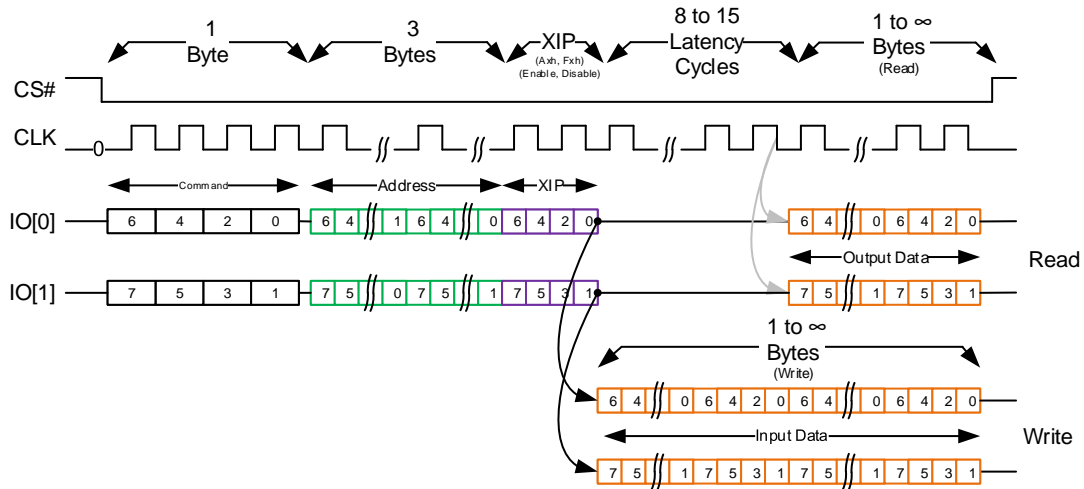 1
Byte
3
Bytes
XIP
(Axh, Fxh)
(Enable, Disable)
8 to 15
Latency
Cycles
1 to ∞
Bytes
(Read)
CS#
CLK
0
Command
Address
XIP
IO[0]
6 4 2 0 6 4 1 6 4 0 6 4 2 0 6 4 0 6 4 2 0
Output Data
Read
IO[1]
7 5 3 1 7 5 0 7 5 1 7 5 3 1 7 5 1 7 5 3 1
1 to ∞
Bytes
(Write)
6 4 0 6 4 2 0 6 4 0 6 4 2 0
Input Data
Write
7 5 1 7 5 3 1 7 5 1 7 5 3 1